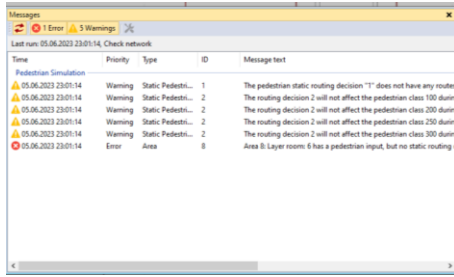 Messages
1 Error 5 Warnings
Last run: 05.06.2023 23:01:14, Check network
Time Priority Type ID Message text
Pedestrian Simulation
05.06.2023 23:01:14 Warning Static Pedestri... 1 The pedestrian static routing decision "1" does not have any routes
05.06.2023 23:01:14 Warning Static Pedestri... 2 The routing decision 2 will not affect the pedestrian class 100 durin
05.06.2023 23:01:14 Warning Static Pedestri... 2 The routing decision 2 will not affect the pedestrian class 200 durin
05.06.2023 23:01:14 Warning Static Pedestri... 2 The routing decision 2 will not affect the pedestrian class 250 durin
05.06.2023 23:01:14 Warning Static Pedestri... 2 The routing decision 2 will not affect the pedestrian class 300 durin
05.06.2023 23:01:14 Error Area 8 Area 8: Layer room: 6 has a pedestrian input, but no static routing